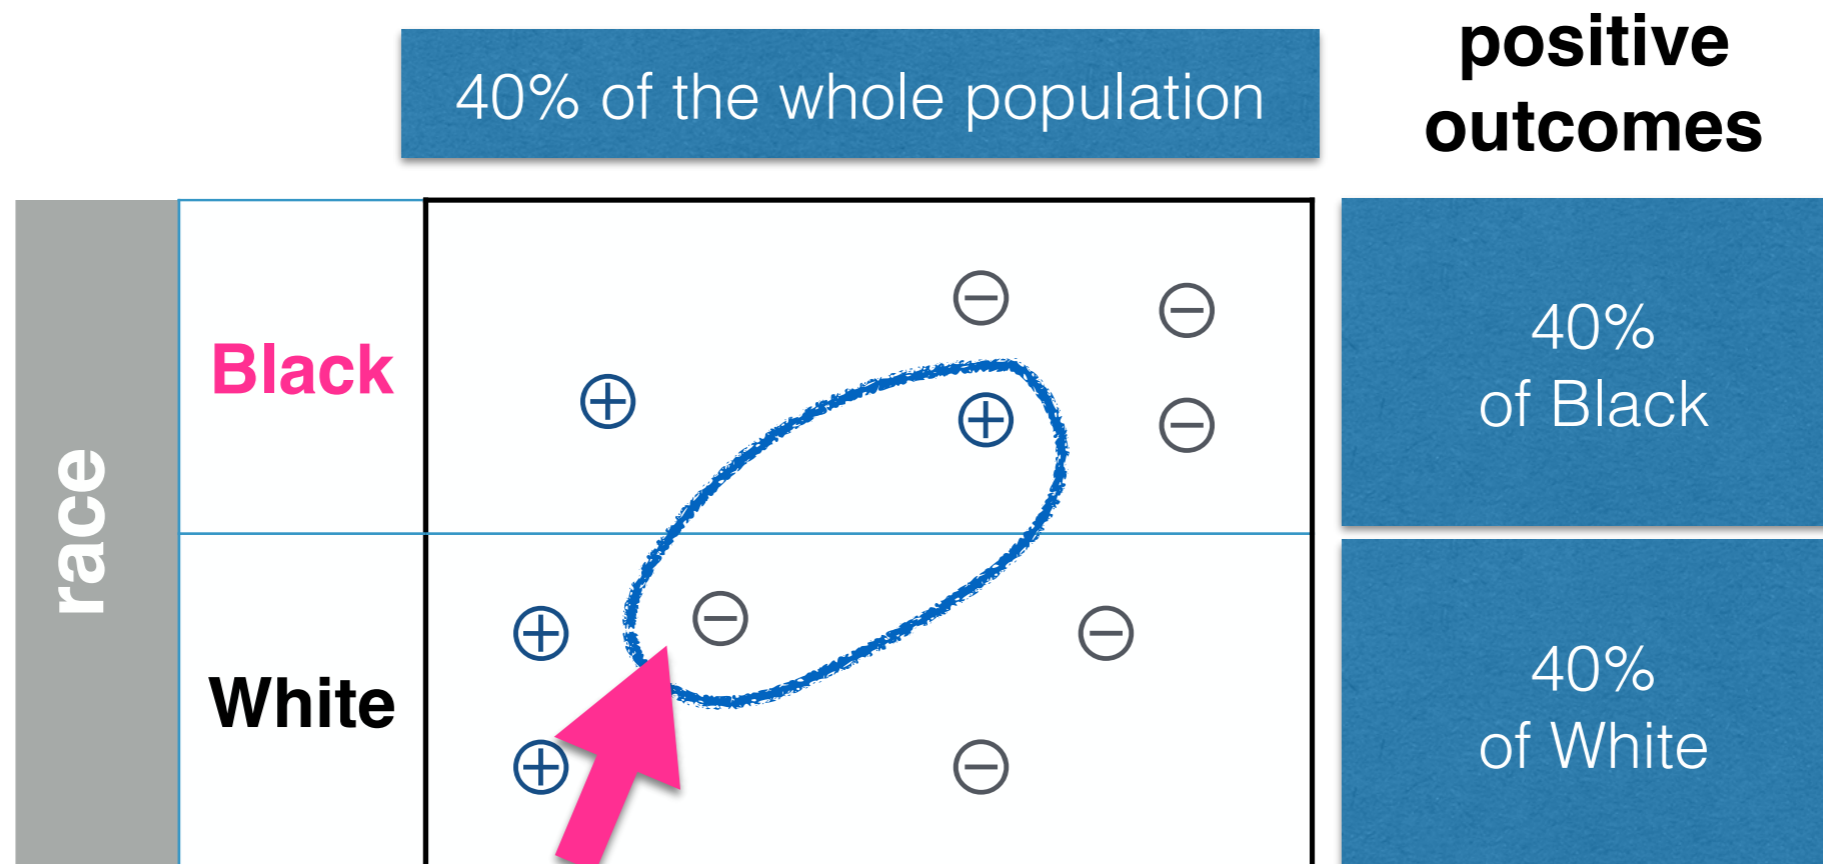 positive
outcomes
40% of the whole population
race
Black
40%
of Black
White
40%
of White